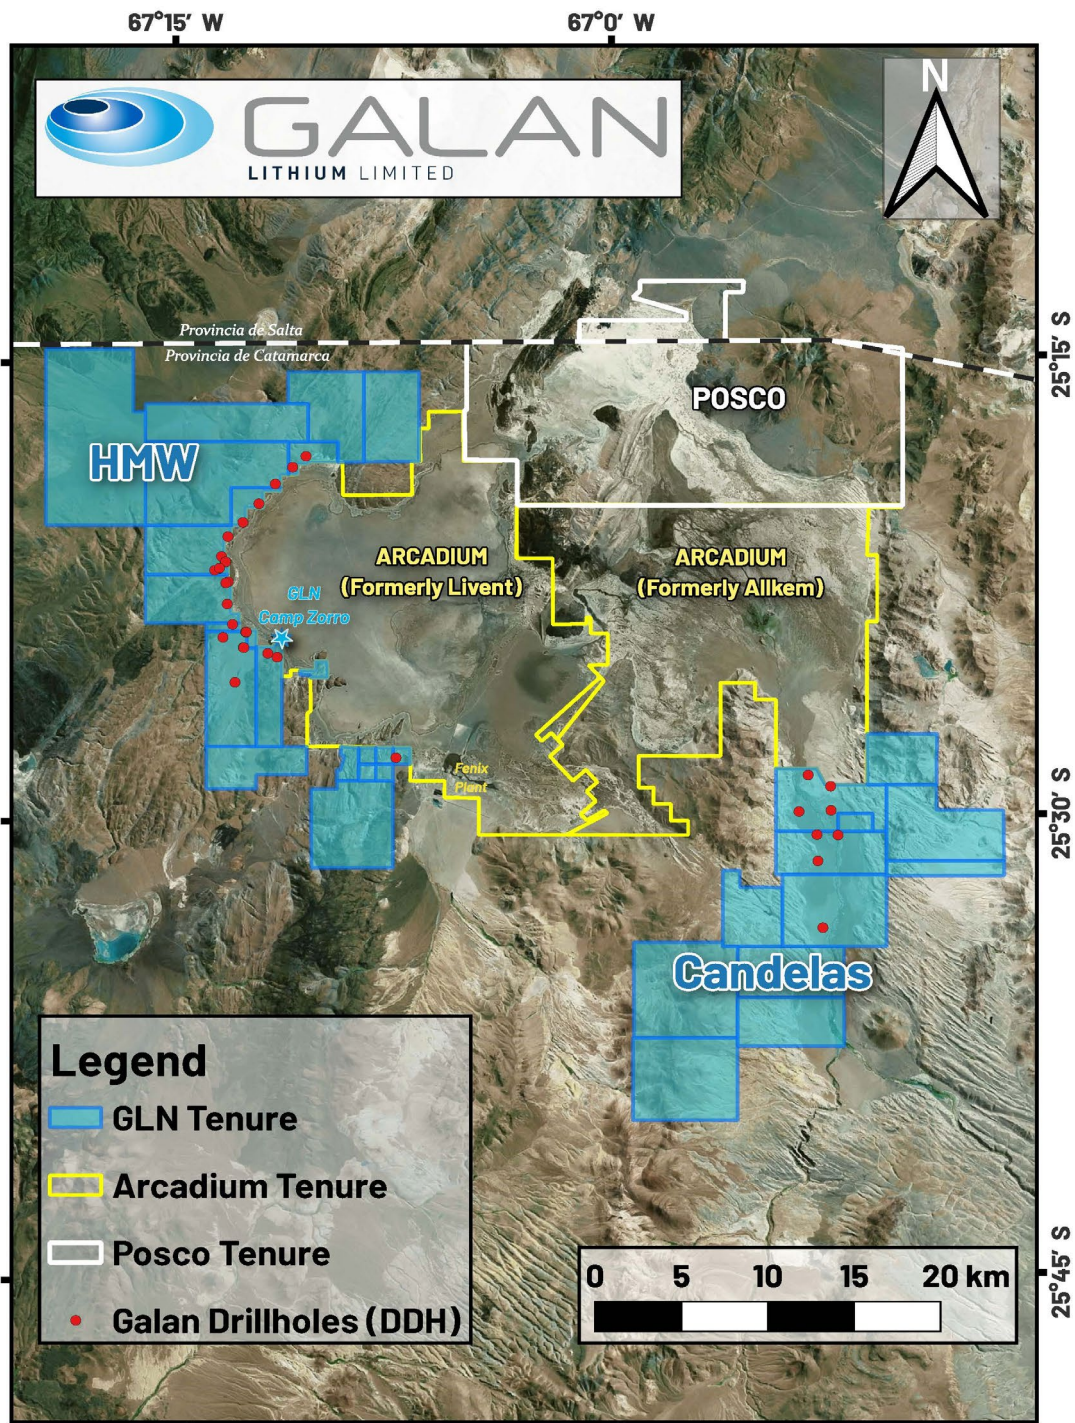 67°15' W
67°0' W
GALAN
LITHIUM LIMITED
N
Provincia de Salta
Provincia de Catamarca
25°15' S
POSCO
HMW
ARCADIUM
(Formerly Livent)
ARCADIUM
(Formerly Allkem)
GLN
Camp Zorro
Fenix
Plant
25°30' S
Candelas
Legend
GLN Tenure
Arcadium Tenure
Posco Tenure
Galan Drillholes (DDH)
0 5 10 15 20 km
25°45' S